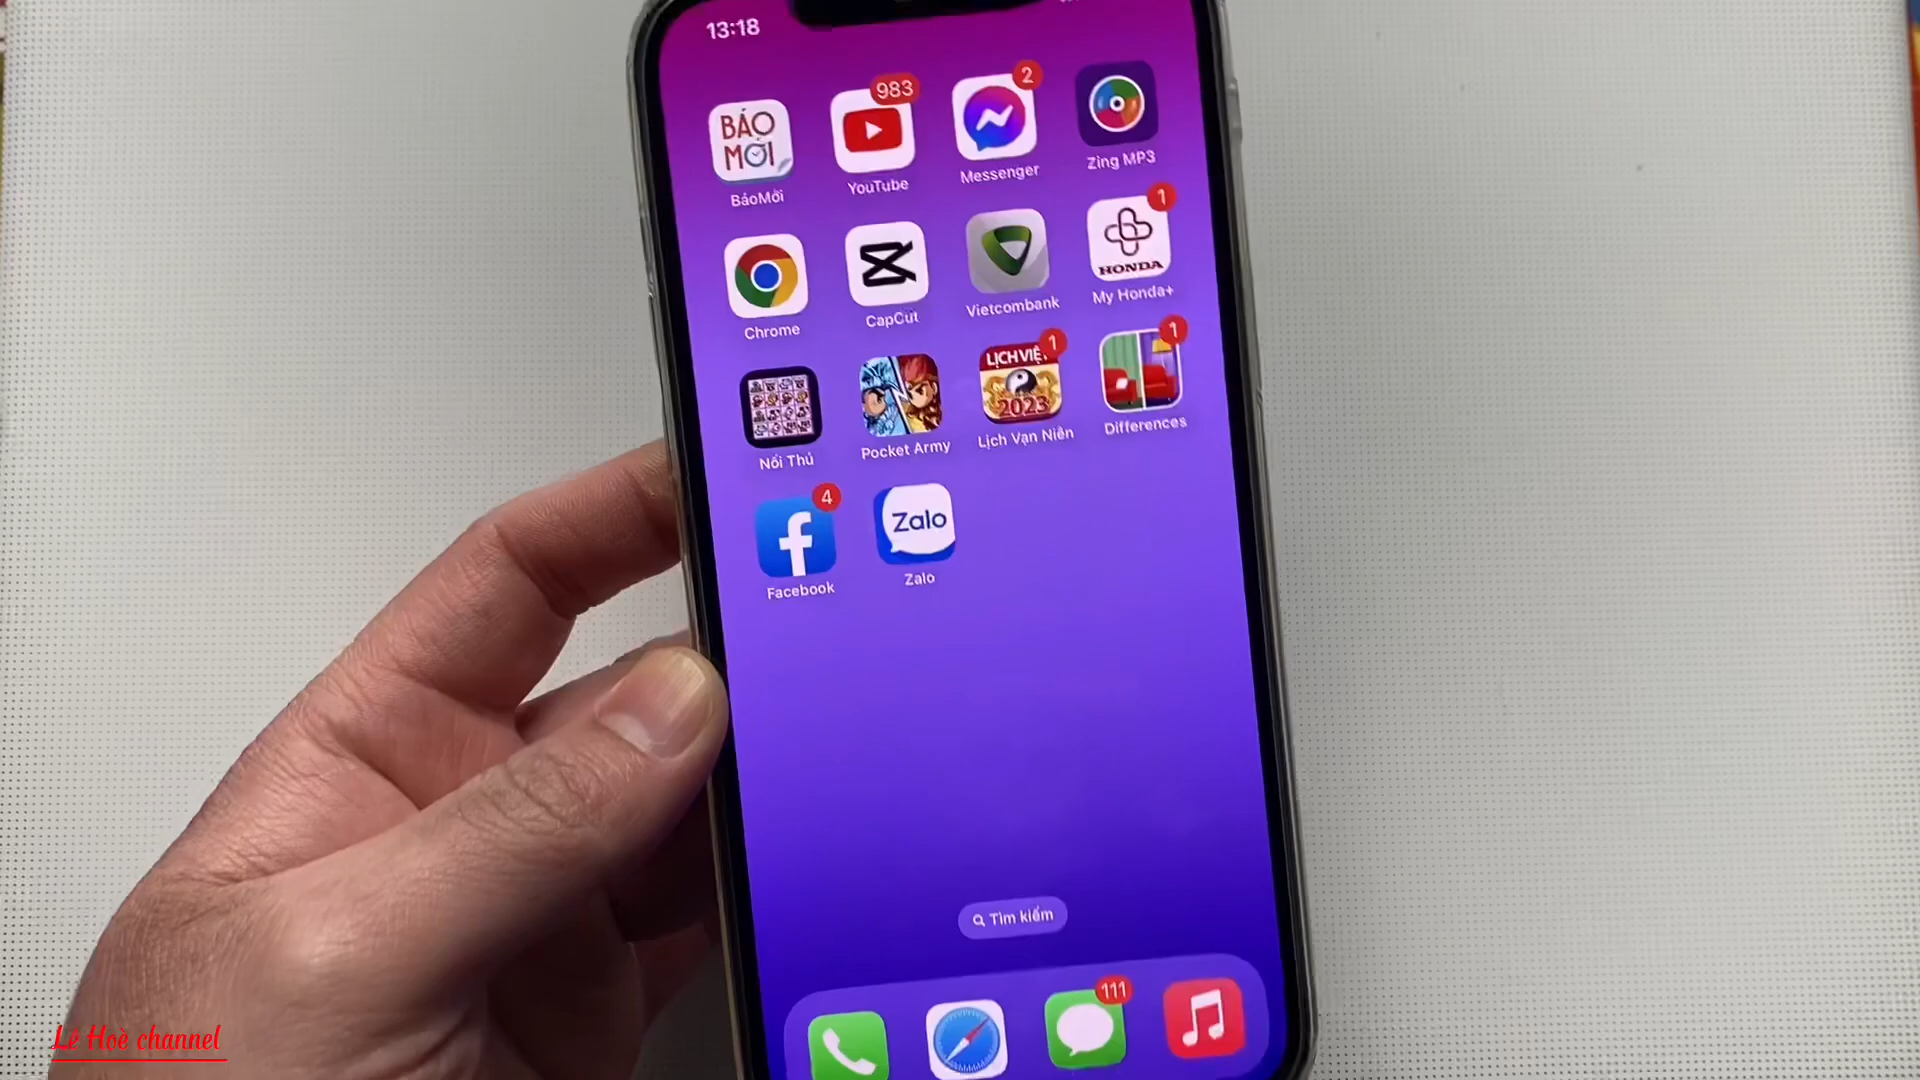 13:18
BÁO
MỚI
983
2
BáoMới
YouTube
Messenger
Zing MP3
1
HONDA
Chrome
CapCut
Vietcombank
My Honda+
LỊCH VIỆT
1
2023
1
Nối Thú
Pocket Army
Lịch Vạn Niên
Differences
4
Zalo
Facebook
Zalo
Tìm kiếm
111
Lê Hoè channel